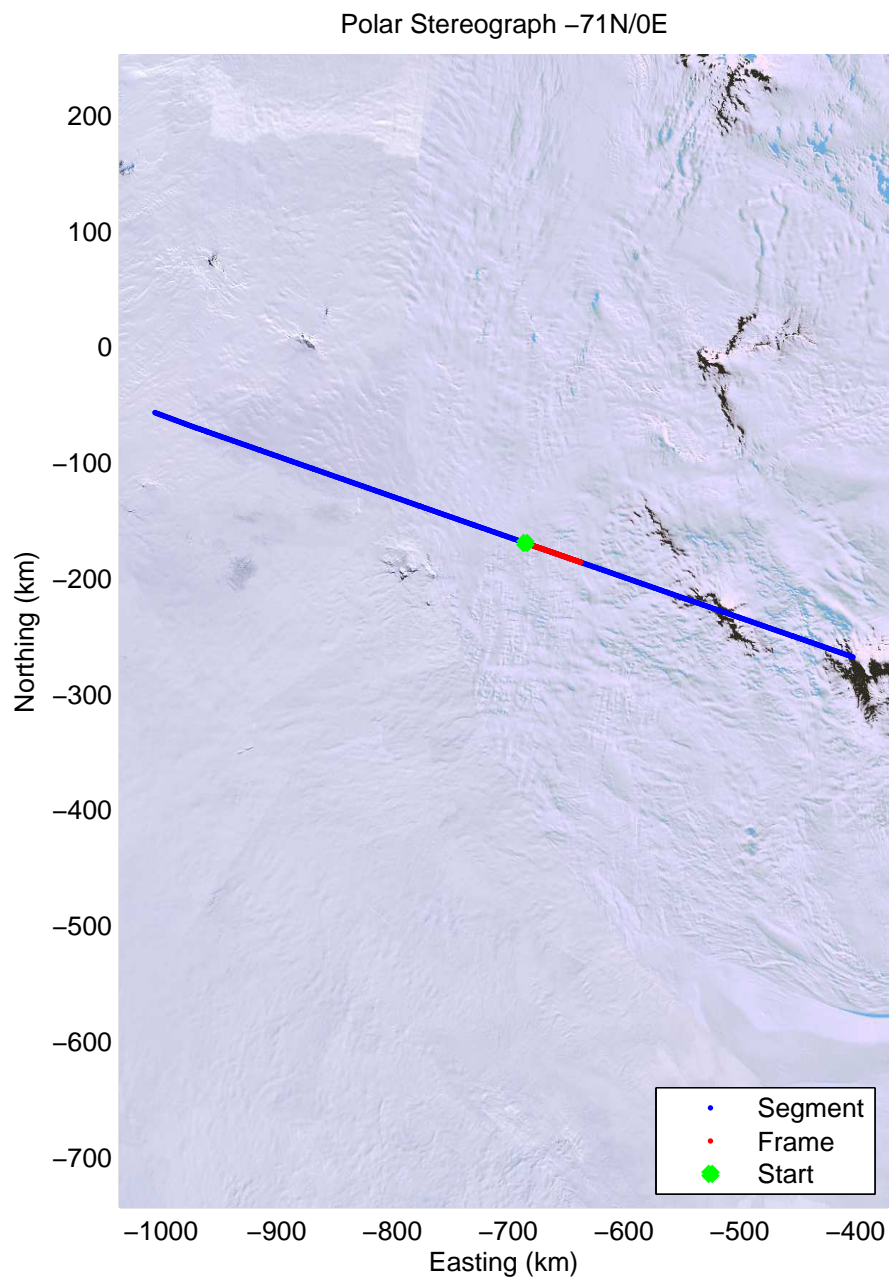 Polar Stereograph −71N/0E
200
100
0
−100
−200
−300
−400
−500
−600
−700
Northing (km)
−1000 −900 −800 −700 −600 −500 −400
Easting (km)
Segment
Frame
Start